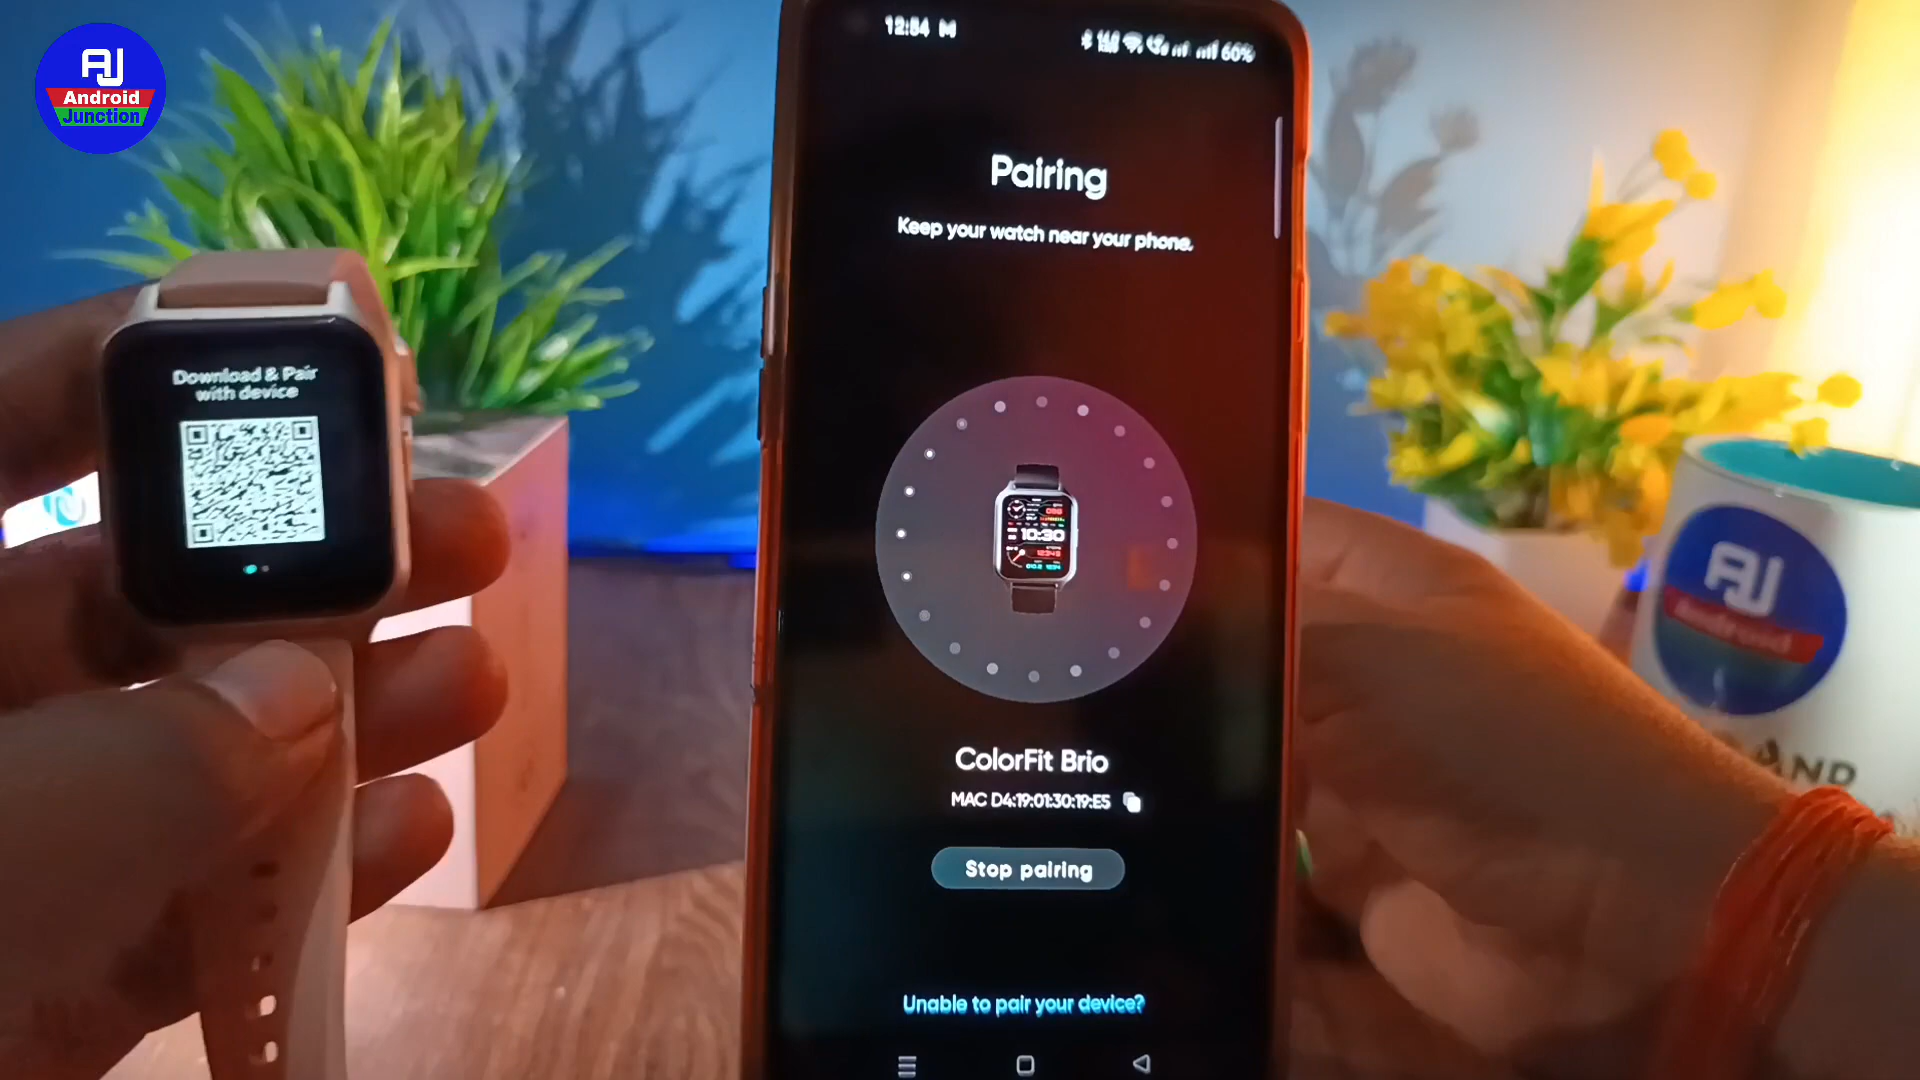 AJ
Android
Junction
12:54
60%
Pairing
Keep your watch near your phone.
Download & Pair
with device
10:30
ColorFit Brio
MAC D4:19:01:30:19:E5
Stop pairing
Unable to pair your device?
AJ
Android
AND